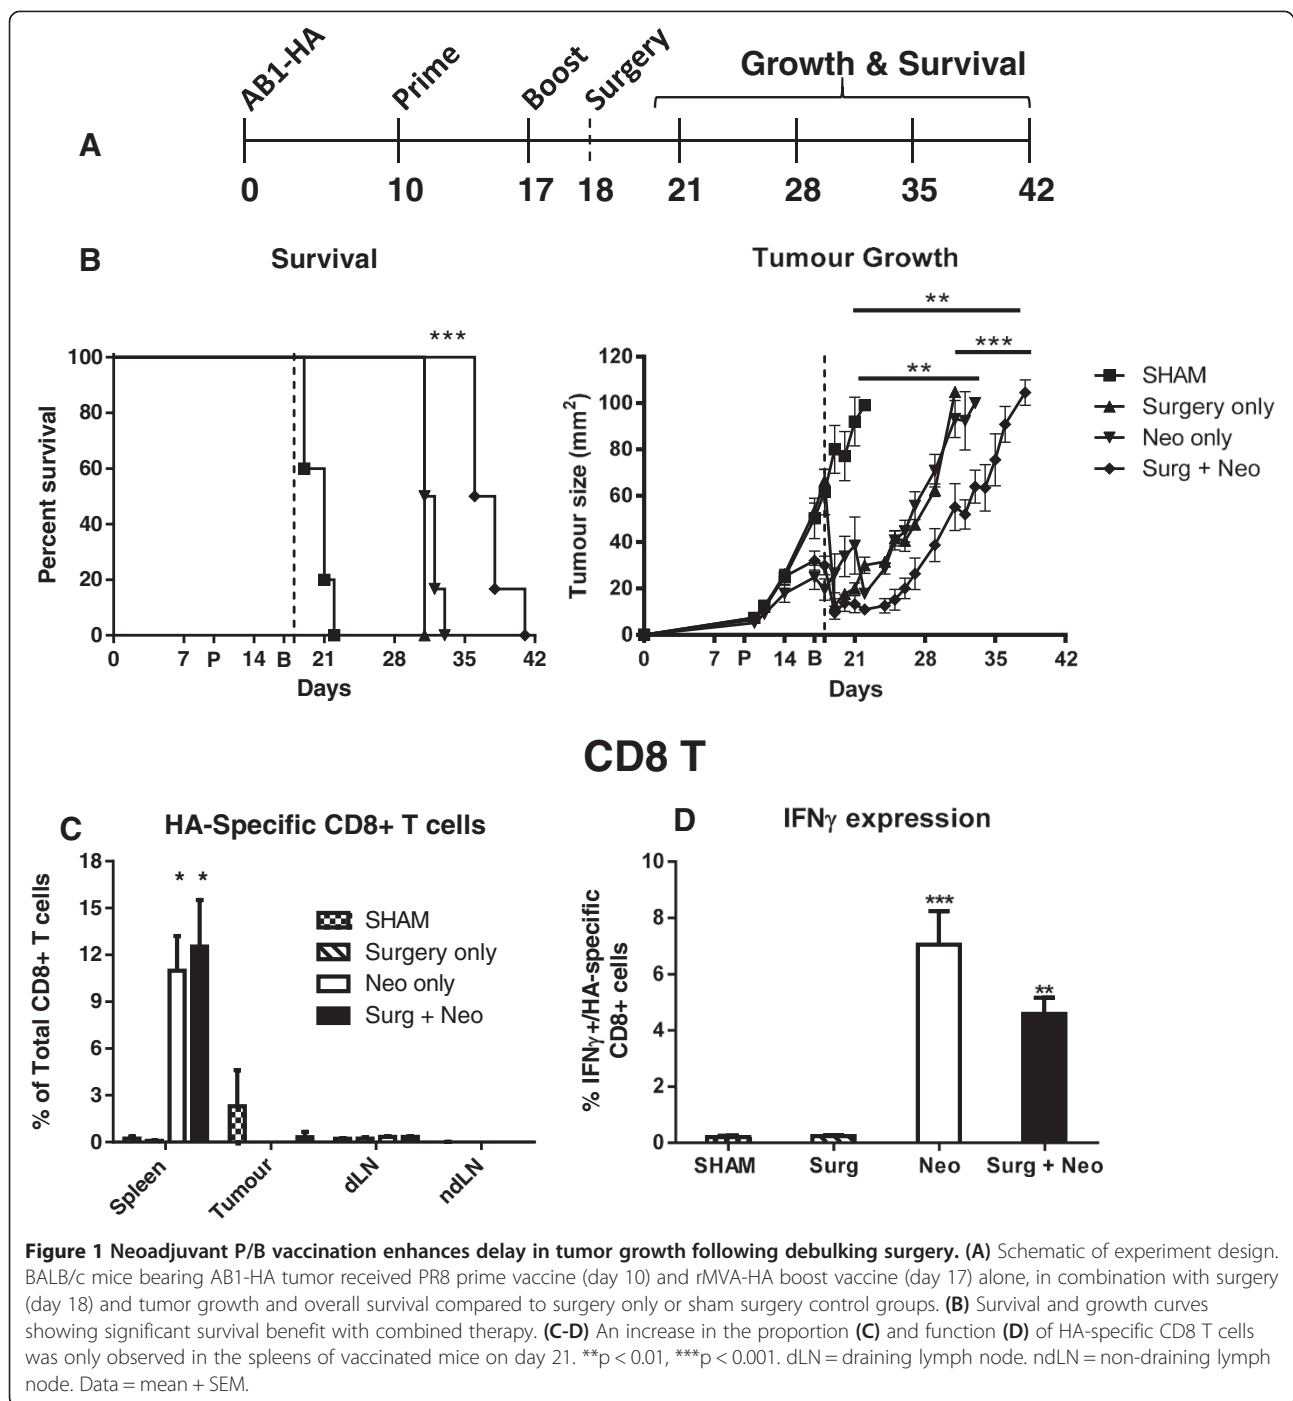 AB1-HA Prime Boost Surgery Growth & Survival
A
0 10 17 18 21 28 35 42
B Survival Tumour Growth
**
***
***
**
Percent survival
100
80
60
40
20
0
0 7 P 14 B 21 28 35 42
Days
Tumour size (mm²)
120
100
80
60
40
20
0
0 7 P 14 B 21 28 35 42
Days
SHAM
Surgery only
Neo only
Surg + Neo
CD8 T
C HA-Specific CD8+ T cells
% of Total CD8+ T cells
18
15
12
9
6
3
0
* *
SHAM
Surgery only
Neo only
Surg + Neo
Spleen Tumour dLN ndLN
D IFNγ expression
% IFNγ+/HA-specific
CD8+ cells
10
8
6
4
2
0
***
**
SHAM Surg Neo Surg + Neo
Figure 1 Neoadjuvant P/B vaccination enhances delay in tumor growth following debulking surgery. (A) Schematic of experiment design.
BALB/c mice bearing AB1-HA tumor received PR8 prime vaccine (day 10) and rMVA-HA boost vaccine (day 17) alone, in combination with surgery
(day 18) and tumor growth and overall survival compared to surgery only or sham surgery control groups. (B) Survival and growth curves
showing significant survival benefit with combined therapy. (C-D) An increase in the proportion (C) and function (D) of HA-specific CD8 T cells
was only observed in the spleens of vaccinated mice on day 21. **p < 0.01, ***p < 0.001. dLN = draining lymph node. ndLN = non-draining lymph
node. Data = mean + SEM.